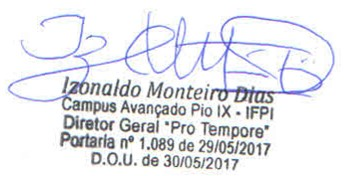 Izonaldo Monteiro Dias
Campus Avançado Pio IX - IFPI
Diretor Geral "Pro Tempore"
Portaria nº 1.089 de 29/05/2017
D.O.U. de 30/05/2017